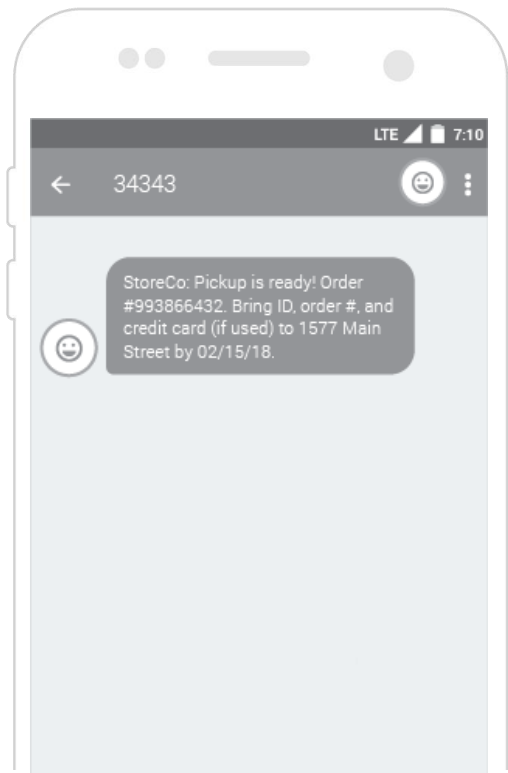 LTE 7:10
34343
StoreCo: Pickup is ready! Order
#993866432. Bring ID, order #, and
credit card (if used) to 1577 Main
Street by 02/15/18.